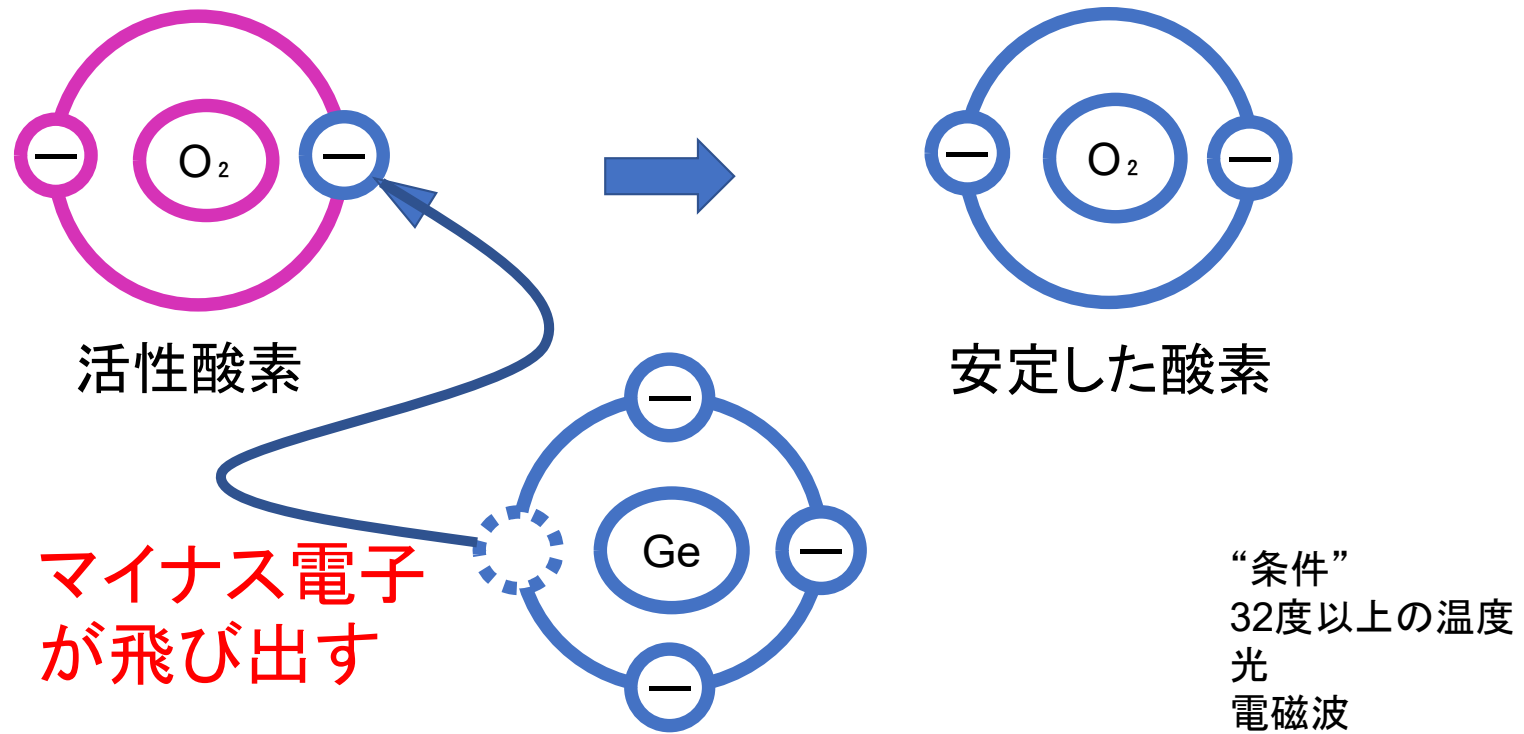 — O₂ —
— O₂ —
活性酸素
安定した酸素
—
Ge —
—
マイナス電子
が飛び出す
“条件”
32度以上の温度
光
電磁波